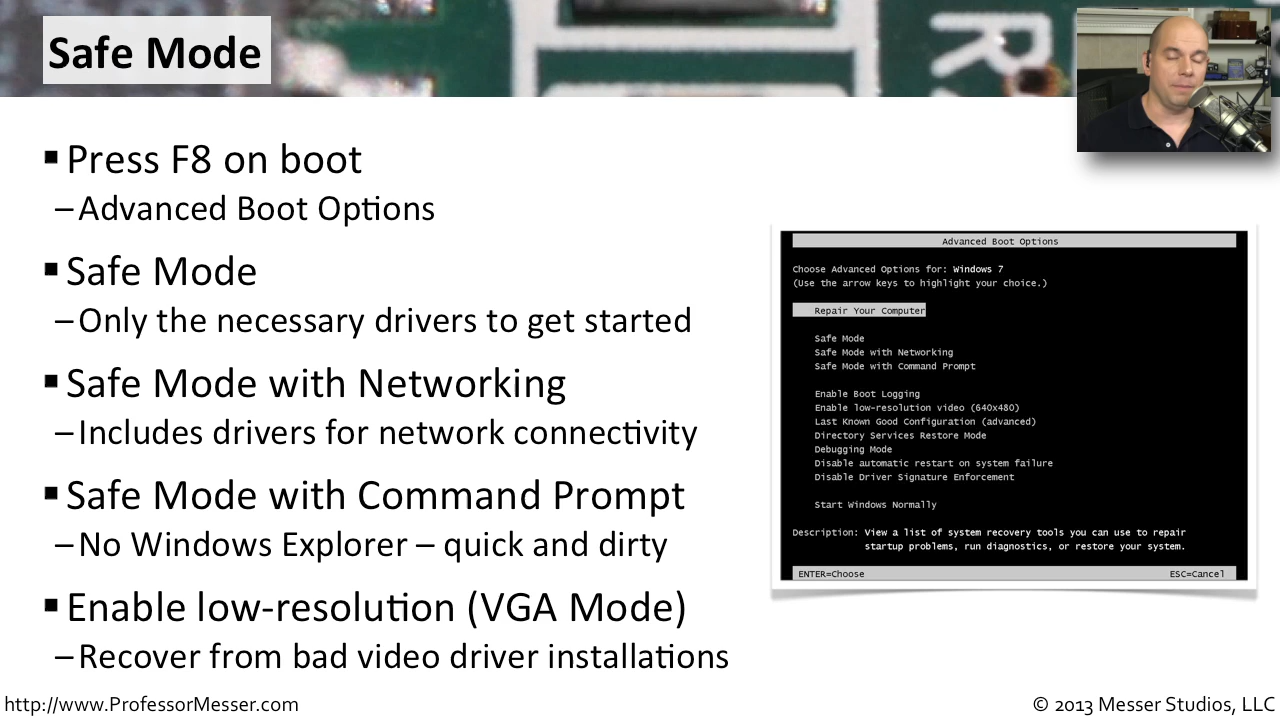 Safe Mode
▪ Press F8 on boot
– Advanced Boot Options
▪ Safe Mode
– Only the necessary drivers to get started
▪ Safe Mode with Networking
– Includes drivers for network connectivity
▪ Safe Mode with Command Prompt
– No Windows Explorer – quick and dirty
▪ Enable low-resolution (VGA Mode)
– Recover from bad video driver installations
Advanced Boot Options
Choose Advanced Options for: Windows 7
(Use the arrow keys to highlight your choice.)
Repair Your Computer
Safe Mode
Safe Mode with Networking
Safe Mode with Command Prompt
Enable Boot Logging
Enable low-resolution video (640x480)
Last Known Good Configuration (advanced)
Directory Services Restore Mode
Debugging Mode
Disable automatic restart on system failure
Disable Driver Signature Enforcement
Start Windows Normally
Description: View a list of system recovery tools you can use to repair
startup problems, run diagnostics, or restore your system.
ENTER=Choose ESC=Cancel
http://www.ProfessorMesser.com
© 2013 Messer Studios, LLC